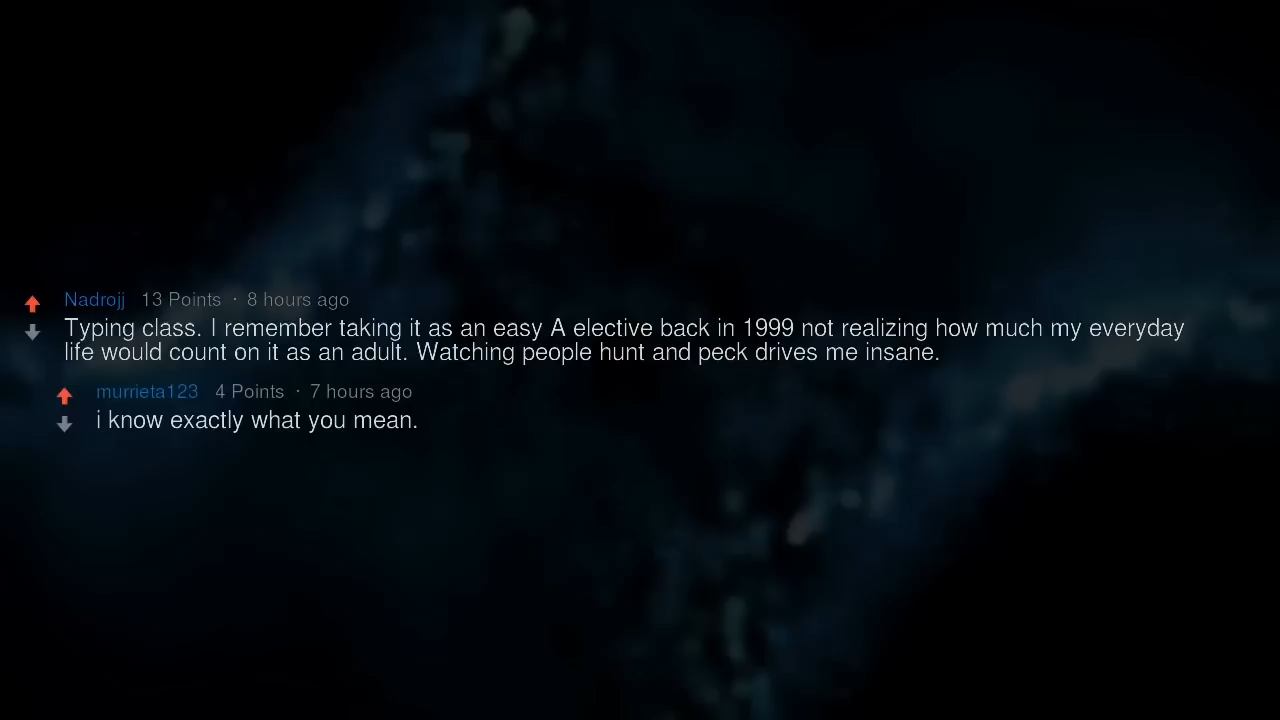 Nadrojj 13 Points · 8 hours ago
Typing class. I remember taking it as an easy A elective back in 1999 not realizing how much my everyday
life would count on it as an adult. Watching people hunt and peck drives me insane.
murrieta123 4 Points · 7 hours ago
i know exactly what you mean.